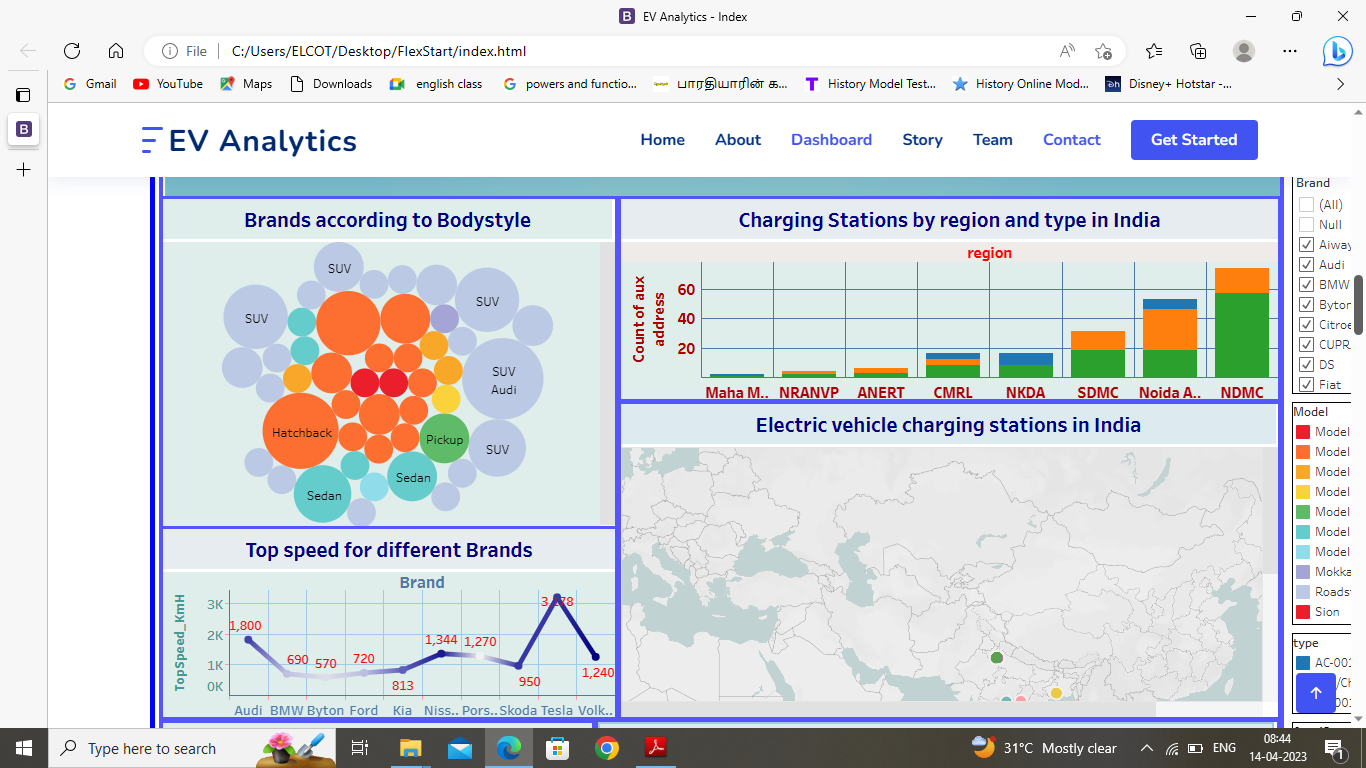 EV Analytics - Index
File
C:/Users/ELCOT/Desktop/FlexStart/index.html
Gmail
YouTube
Maps
Downloads
english class
powers and functio...
பாரதியாரின் க...
History Model Test...
History Online Mod...
Disney+ Hotstar -...
EV Analytics
Home
About
Dashboard
Story
Team
Contact
Get Started
Brands according to Bodystyle
SUV
SUV
SUV
SUV
Audi
Hatchback
Pickup
SUV
Sedan
Sedan
Charging Stations by region and type in India
region
Count of aux
address
60
40
20
Maha M..
NRANVP
ANERT
CMRL
NKDA
SDMC
Noida A..
NDMC
Electric vehicle charging stations in India
Top speed for different Brands
Brand
TopSpeed_KmH
3K
2K
1K
0K
1,800
690
570
720
813
1,344
1,270
950
1,240
Audi
BMW
Byton
Ford
Kia
Niss..
Pors..
Skoda
Tesla
Volk..
Brand
(All)
Null
Aiway
Audi
BMW
Byton
Citroe
CUPR
DS
Fiat
Model
Model
Model
Model
Model
Model
Model
Model
Mokka
Roads
Sion
type
AC-001
Type here to search
31°C Mostly clear
ENG
08:44
14-04-2023
1